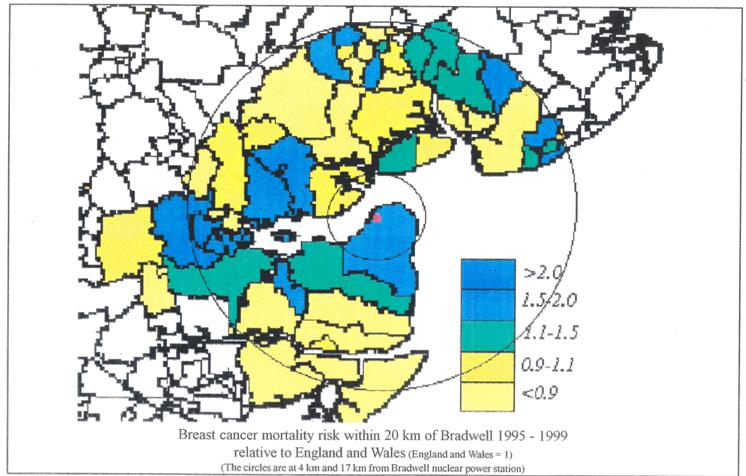 >2.0
1.5-2.0
1.1-1.5
0.9-1.1
<0.9
Breast cancer mortality risk within 20 km of Bradwell 1995 - 1999
relative to England and Wales (England and Wales = 1)
(The circles are at 4 km and 17 km from Bradwell nuclear power station)